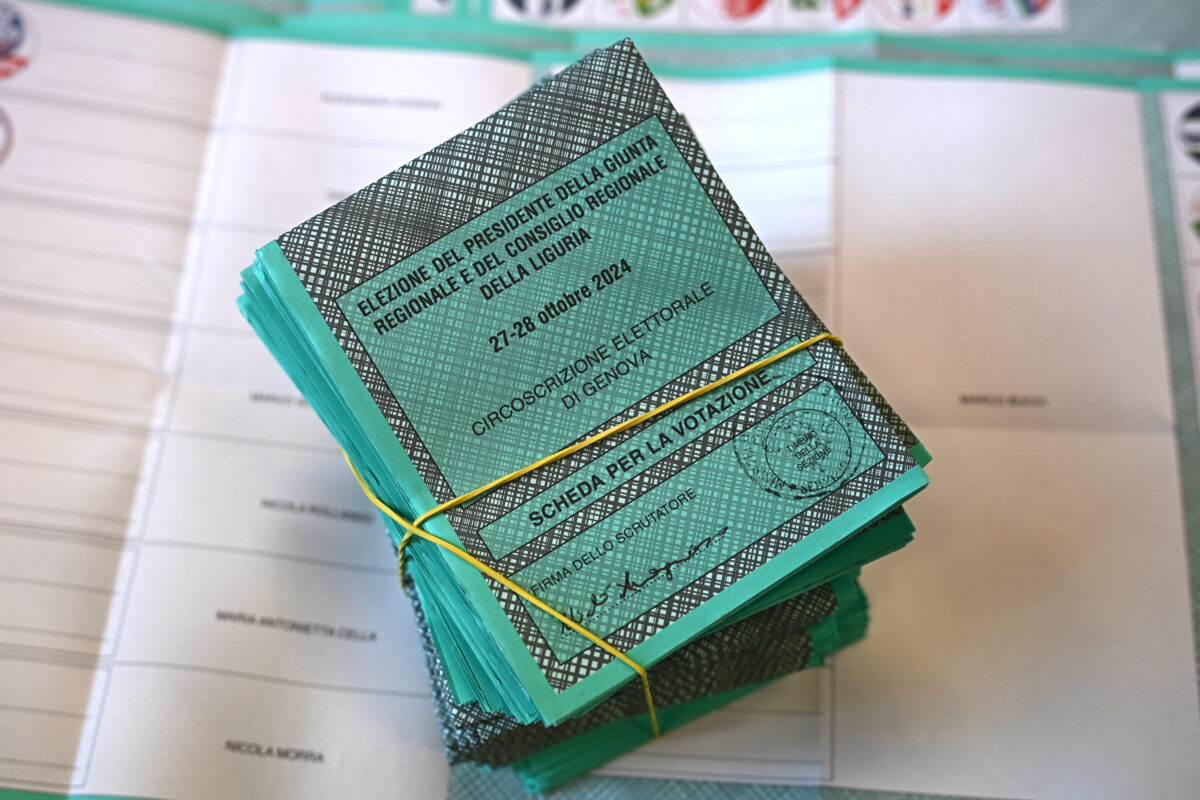 ELEZIONE DEL PRESIDENTE DELLA GIUNTA
REGIONALE E DEL CONSIGLIO REGIONALE
DELLA LIGURIA
27-28 ottobre 2024
CIRCOSCRIZIONE ELETTORALE
DI GENOVA
SCHEDA PER LA VOTAZIONE
FIRMA DELLO SCRUTATORE
TIMBRO
DELLA
SEZIONE
MARCO BUCCI
NICOLA ROLLANDO
MARIA ANTONIETTA CELLA
NICOLA MORRA